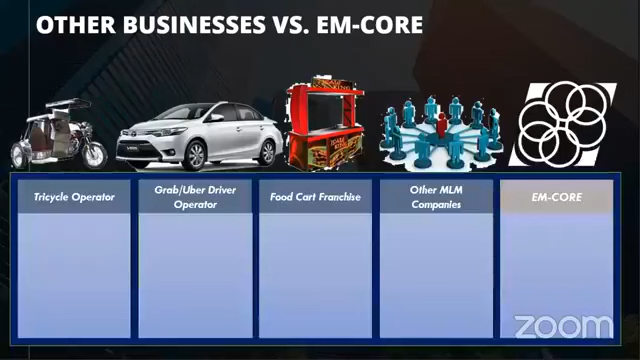 OTHER BUSINESSES VS. EM-CORE
Tricycle Operator
Grab/Uber Driver
Operator
Food Cart Franchise
Other MLM
Companies
EM-CORE
zoom